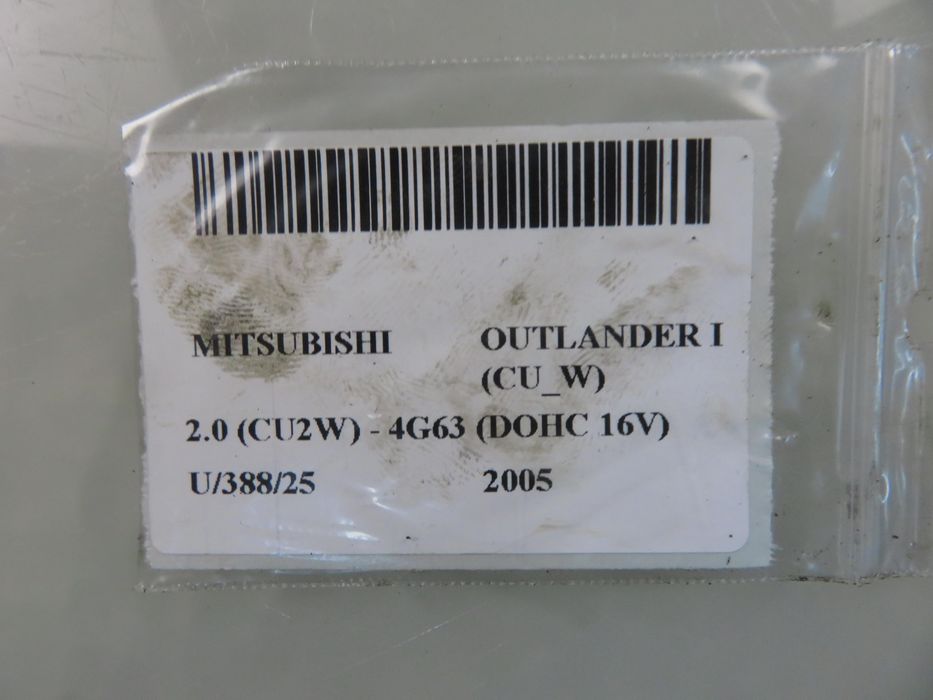 MITSUBISHI OUTLANDER I
(CU_W)
2.0 (CU2W) - 4G63 (DOHC 16V)
U/388/25 2005